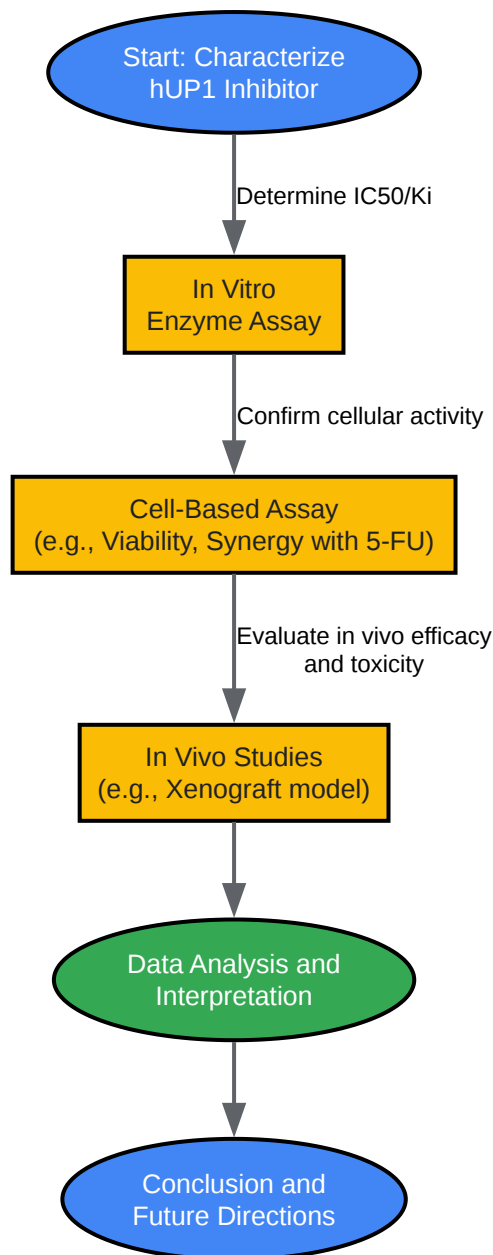 Start: Characterize
hUP1 Inhibitor
Determine IC50/Ki
In Vitro
Enzyme Assay
Confirm cellular activity
Cell-Based Assay
(e.g., Viability, Synergy with 5-FU)
Evaluate in vivo efficacy
and toxicity
In Vivo Studies
(e.g., Xenograft model)
Data Analysis and
Interpretation
Conclusion and
Future Directions